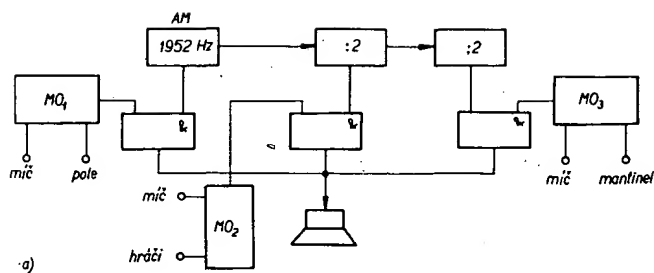 AM
1952 Hz
:2
:2
MO1
&
&
&
MO3
míč
pole
míč
hráči
MO2
míč
mantinel
a)